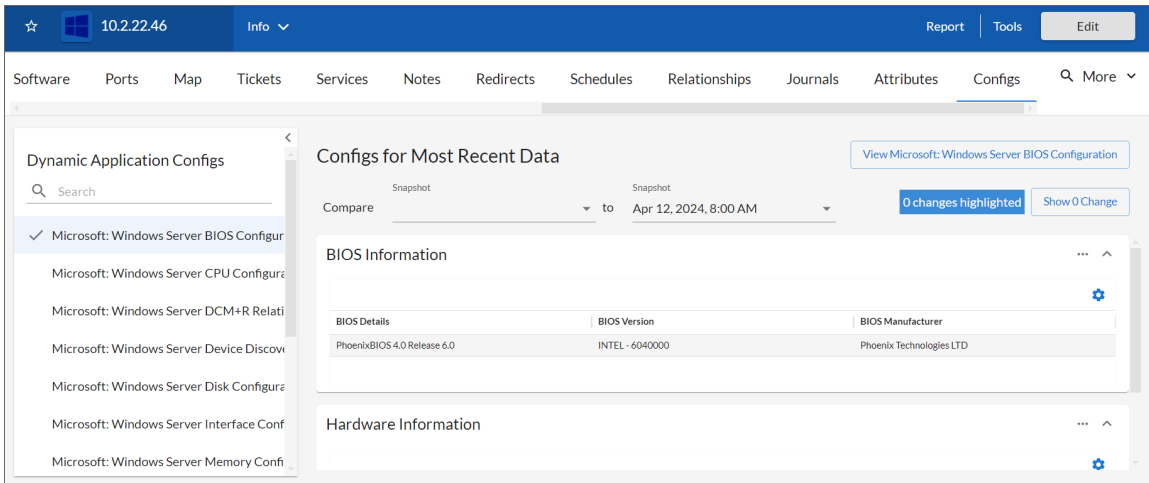 10.2.22.46 Info Report Tools Edit
Software Ports Map Tickets Services Notes Redirects Schedules Relationships Journals Attributes Configs More
Dynamic Application Configs
Search
Microsoft: Windows Server BIOS Configur
Microsoft: Windows Server CPU Configura
Microsoft: Windows Server DCM+R Relati
Microsoft: Windows Server Device Discove
Microsoft: Windows Server Disk Configura
Microsoft: Windows Server Interface Conf
Microsoft: Windows Server Memory Confi
Configs for Most Recent Data
View Microsoft: Windows Server BIOS Configuration
Snapshot Snapshot
Compare to Apr 12, 2024, 8:00 AM
0 changes highlighted
Show 0 Change
BIOS Information
BIOS Details BIOS Version BIOS Manufacturer
PhoenixBIOS 4.0 Release 6.0 INTEL - 6040000 Phoenix Technologies LTD
Hardware Information